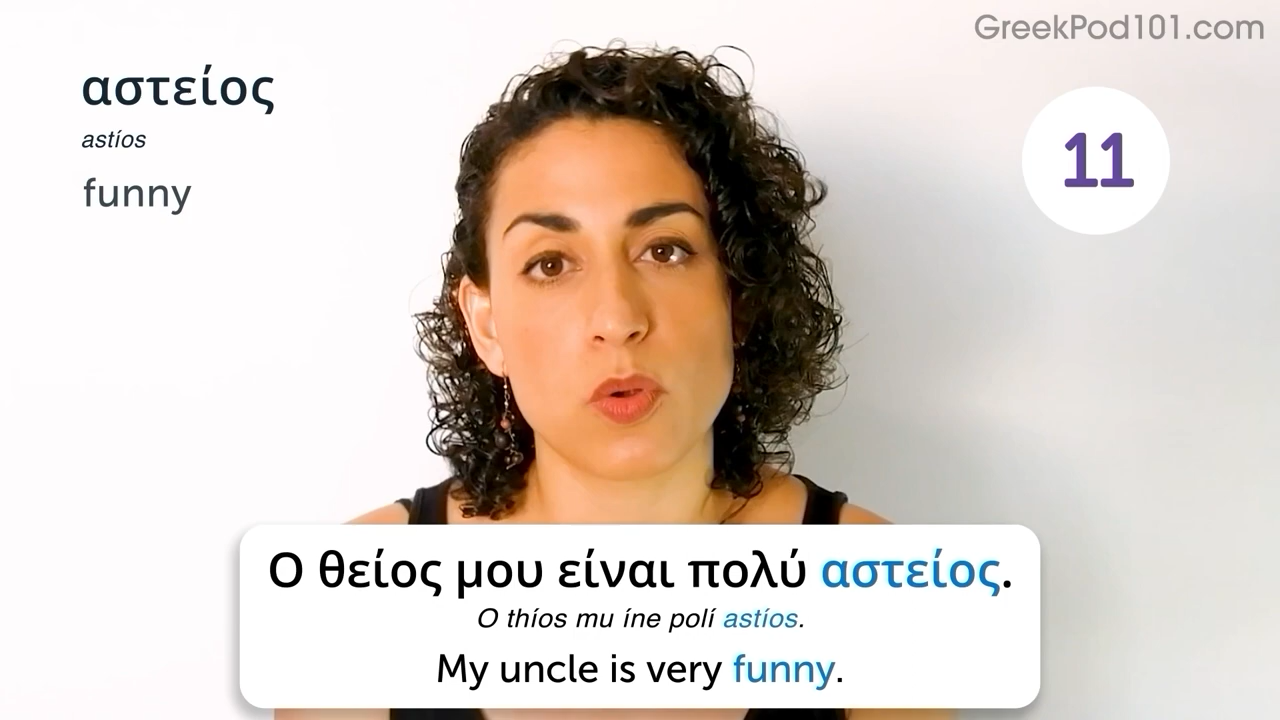 GreekPod101.com
αστείος
astíos
funny
11
Ο θείος μου είναι πολύ αστείος.
O thíos mu íne polí astíos.
My uncle is very funny.